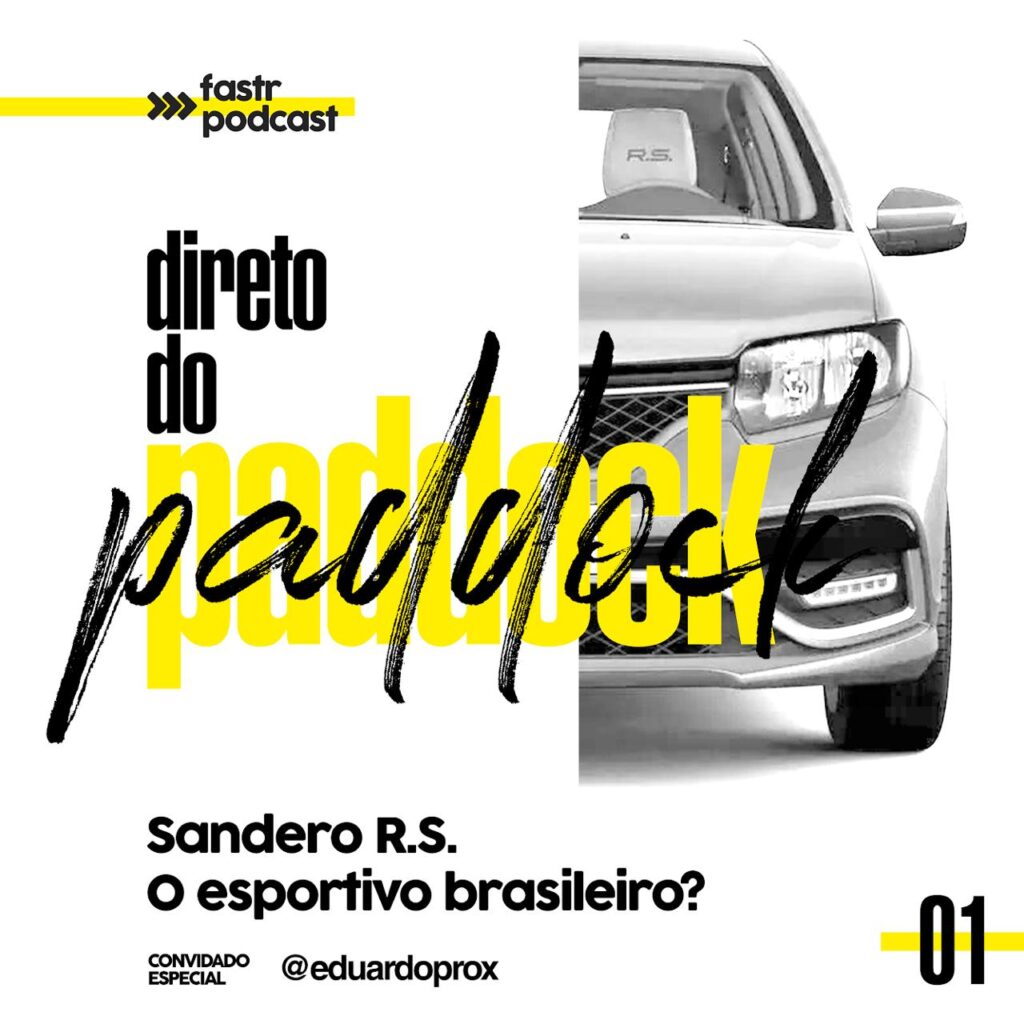 fastr
podcast
R.S.
direto
do
paddock
paddock
Sandero R.S.
O esportivo brasileiro?
CONVIDADO
ESPECIAL
@eduardoprox
01